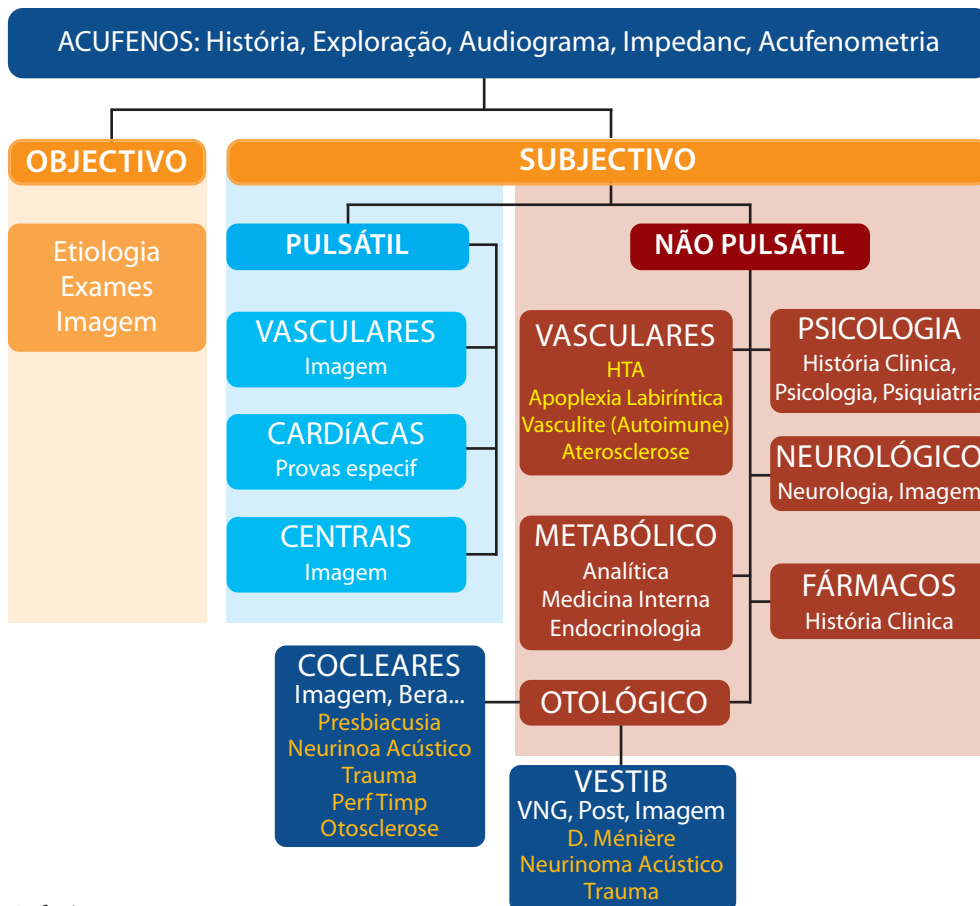 ACUFENOS: História, Exploração, Audiograma, Impedanc, Acufenometria
OBJECTIVO
SUBJECTIVO
Etiologia
Exames
Imagem
PULSÁTIL
NÃO PULSÁTIL
VASCULARES
Imagem
CARDíACAS
Provas especif
CENTRAIS
Imagem
VASCULARES
HTA
Apoplexia Labiríntica
Vasculite (Autoimune)
Aterosclerose
PSICOLOGIA
História Clinica,
Psicologia, Psiquiatria
NEUROLÓGICO
Neurologia, Imagem
METABÓLICO
Analítica
Medicina Interna
Endocrinologia
FÁRMACOS
História Clinica
OTOLÓGICO
COCLEARES
Imagem, Bera...
Presbiacusia
Neurinoa Acústico
Trauma
Perf Timp
Otosclerose
VESTIB
VNG, Post, Imagem
D. Ménière
Neurinoma Acústico
Trauma